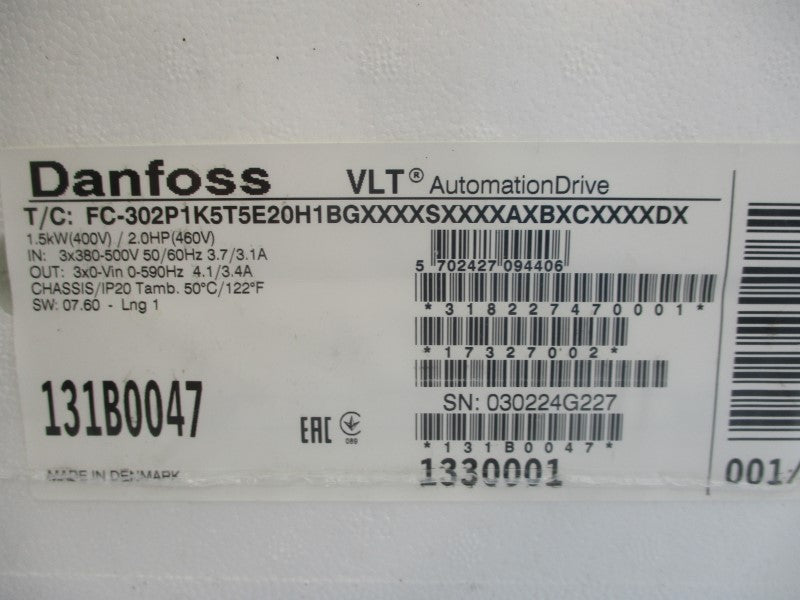 Danfoss VLT® AutomationDrive
T/C: FC-302P1K5T5E20H1BGXXXXSXXXXAXBXCXXXXDX
1.5kW(400V) / 2.0HP(460V)
IN: 3x380-500V 50/60Hz 3.7/3.1A
OUT: 3x0-Vin 0-590Hz 4.1/3.4A
CHASSIS/IP20 Tamb. 50°C/122°F
SW: 07.60 - Lng 1
5 702427 094406
*318227470001*
*17327002*
SN: 030224G227
131B0047
EAC
089
*131B0047*
MADE IN DENMARK
1330001
001/